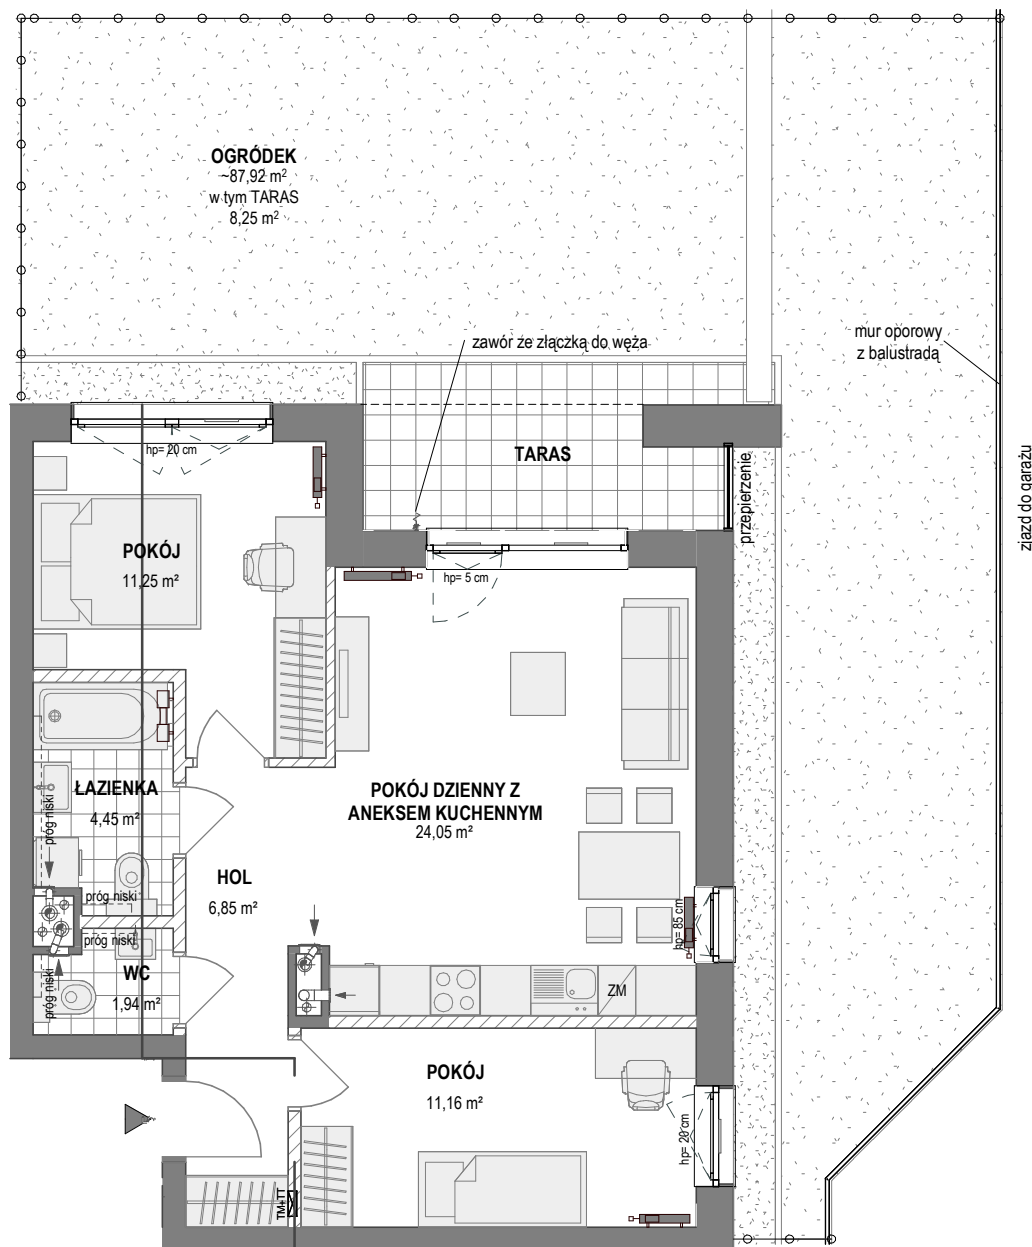 OGRÓDEK
~87,92 m²
w tym TARAS
8,25 m²
zawór ze złączką do węża
mur oporowy
z balustradą
zjazd do garażu
TARAS
przepierzenie
hp= 20 cm
POKÓJ
11,25 m²
hp= 5 cm
ŁAZIENKA
4,45 m²
próg niski
POKÓJ DZIENNY Z
ANEKSEM KUCHENNYM
24,05 m²
HOL
6,85 m²
próg niski
próg niski
hp= 85 cm
WC
1,94 m²
próg niski
ZM
POKÓJ
11,16 m²
hp= 20 cm
TM+TT